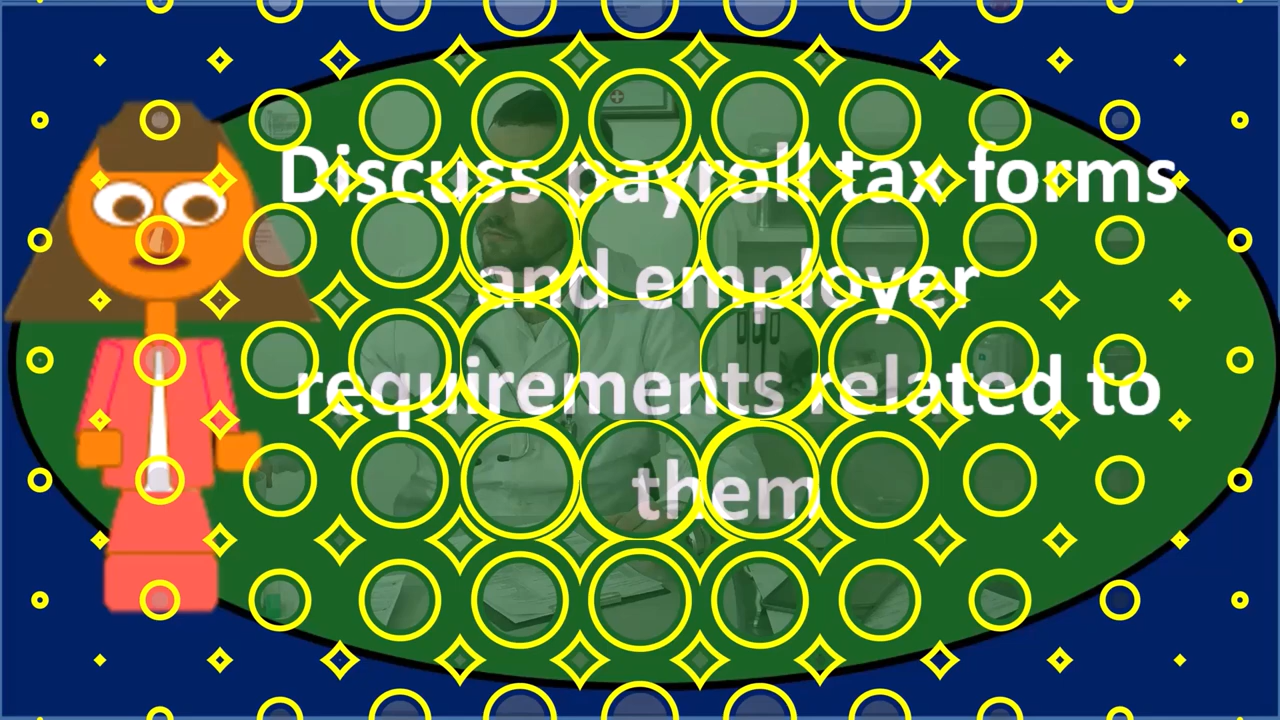 Discuss payroll tax forms
and employer
requirements related to
them